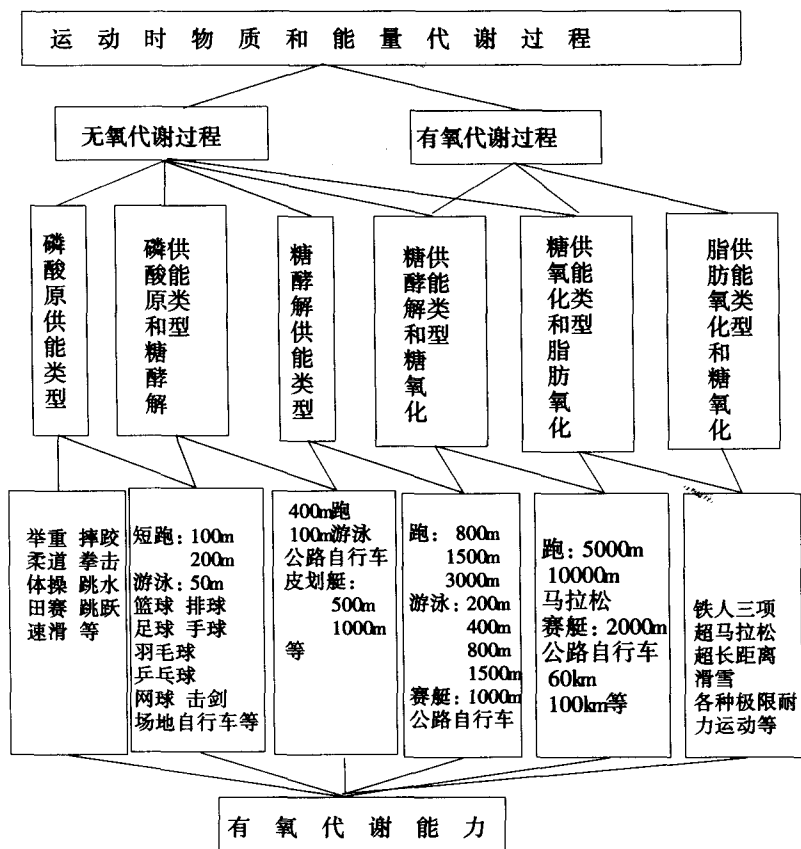 运动时物质和能量代谢过程
无氧代谢过程
有氧代谢过程
磷酸原供能类型
磷酸原和糖酵解
供能类型
糖酵解供能类型
糖酵解和糖氧化
供能类型
糖氧化和脂肪氧化
供能类型
脂肪氧化和糖氧化
供能类型
举重 摔跤
柔道 拳击
体操 跳水
田赛 跳跃
速滑 等
短跑：100m
200m
游泳：50m
篮球 排球
足球 手球
羽毛球
乒乓球
网球 击剑
场地自行车等
400m跑
100m游泳
公路自行车
皮划艇：
500m
1000m
等
跑： 800m
1500m
3000m
游泳：200m
400m
800m
1500m
赛艇：1000m
公路自行车
跑：5000m
10000m
马拉松
赛艇：2000m
公路自行车
60km
100km等
铁人三项
超马拉松
超长距离
滑雪
各种极限耐
力运动等
有氧代谢能力